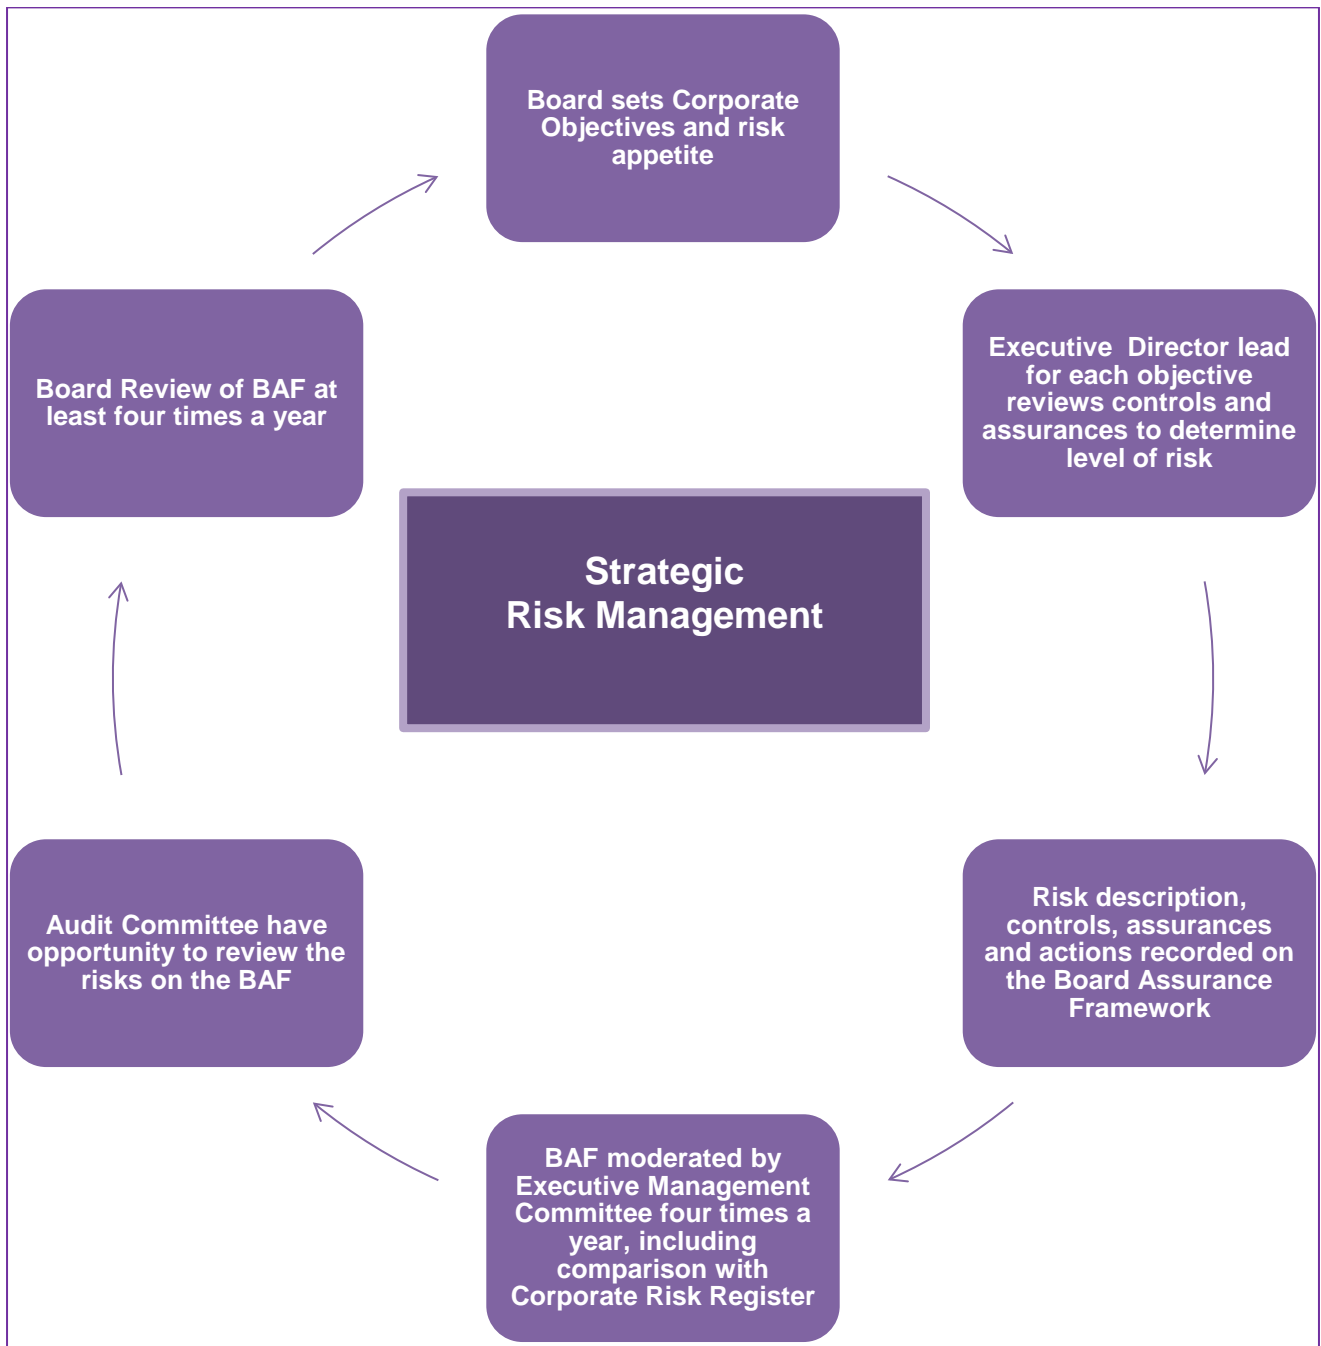 Board sets Corporate
Objectives and risk
appetite
Executive  Director lead
for each objective
reviews controls and
assurances to determine
level of risk
Risk description,
controls, assurances
and actions recorded on
the Board Assurance
Framework
BAF moderated by
Executive Management
Committee four times a
year, including
comparison with
Corporate Risk Register
Audit Committee have
opportunity to review the
risks on the BAF
Board Review of BAF at
least four times a year
Strategic
Risk Management